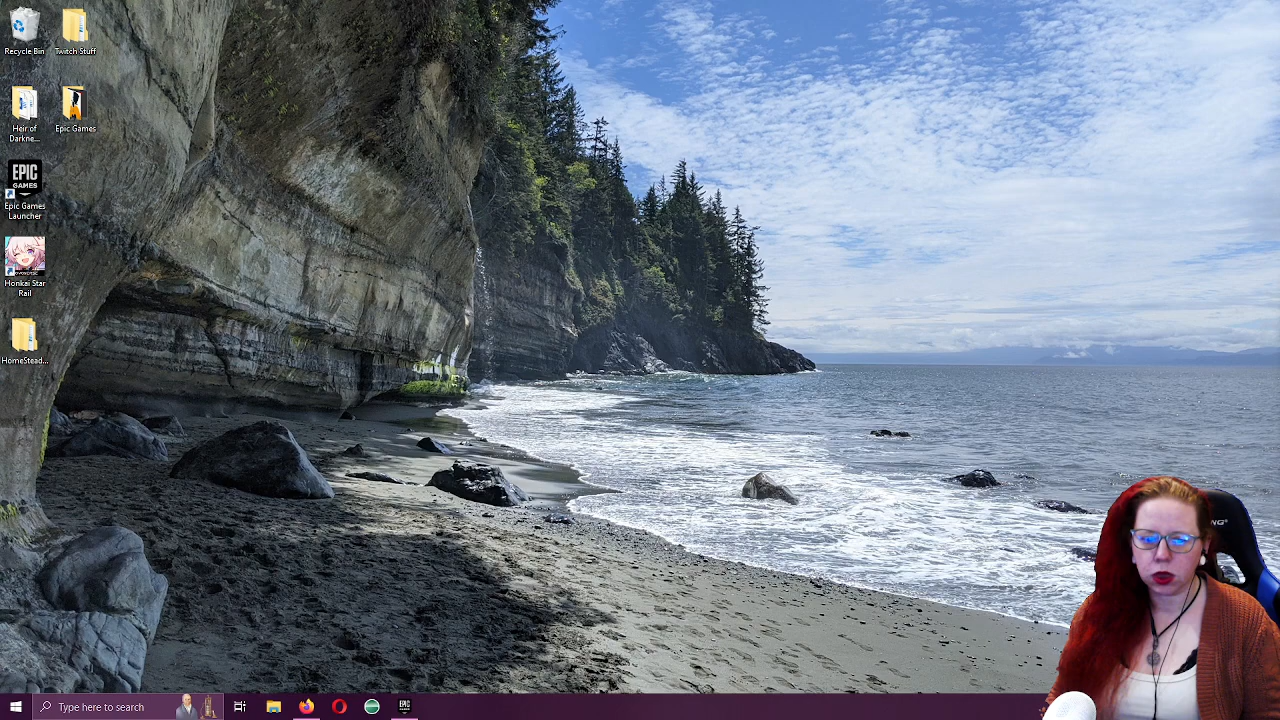 Recycle Bin
Twitch Stuff
Heir of
Darkne...
Epic Games
EPIC
GAMES
Epic Games
Launcher
Honkai Star
Rail
HomeStead...
Type here to search
EPIC